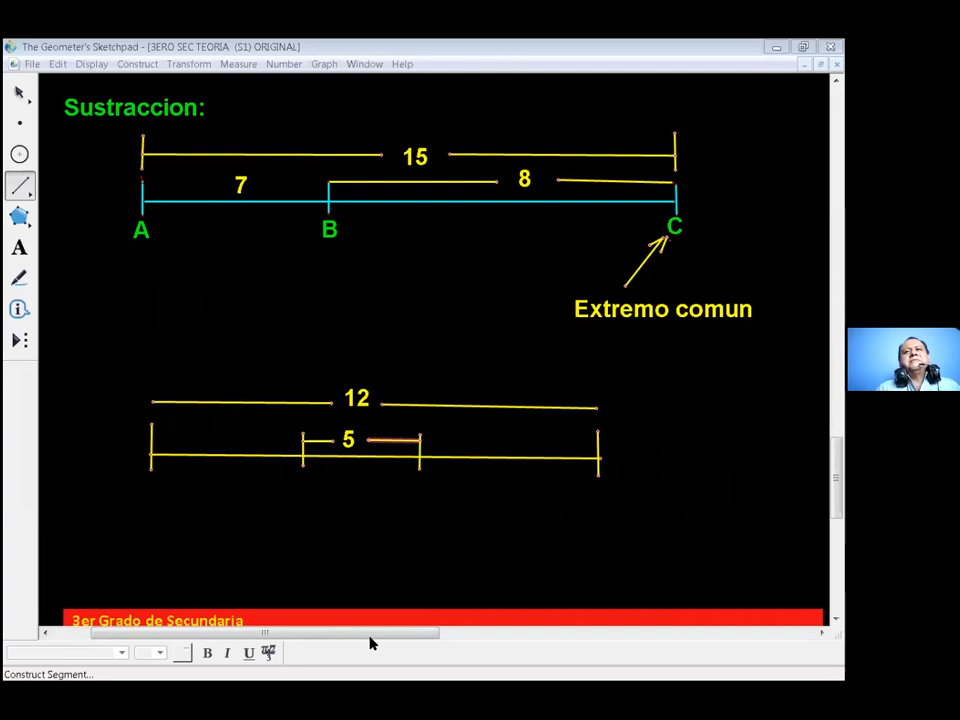 The Geometer's Sketchpad - [3ERO SEC TEORIA (S1) ORIGINAL]
File Edit Display Construct Transform Measure Number Graph Window Help
Sustraccion:
15
7
8
A
B
C
Extremo comun
12
5
3er Grado de Secundaria
B I U
Construct Segment...